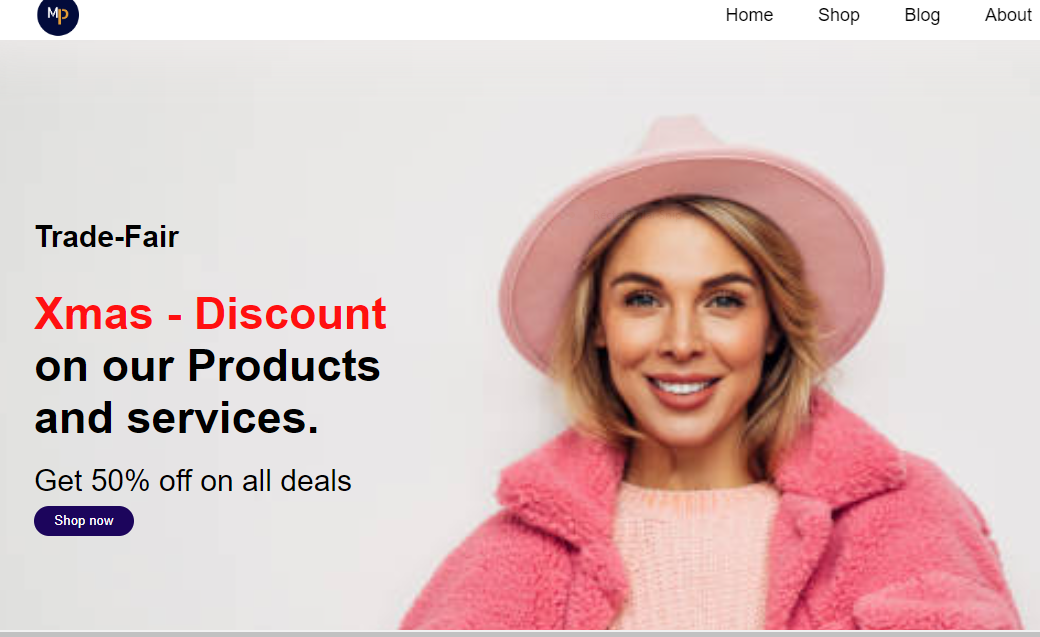 Mp
Home Shop Blog About
Trade-Fair
Xmas - Discount
on our Products
and services.
Get 50% off on all deals
Shop now